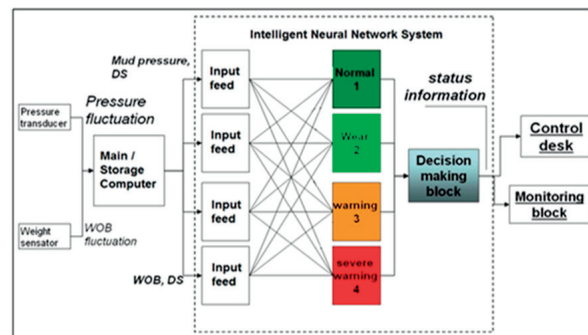 Intelligent Neural Network System
Mud pressure,
DS
Input
feed
Normal
1
status
information
Pressure
transducer
Pressure
fluctuation
Input
feed
Wear
2
Control
desk
Main /
Storage
Computer
Decision
making
block
Input
feed
warning
3
Monitoring
block
Weight
sensator
WOB
fluctuation
WOB, DS
Input
feed
severe
warning
4